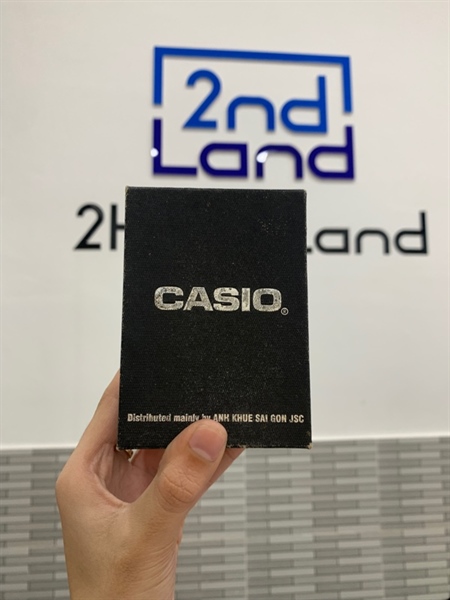 2nd
Land
2H Land
CASIO®
Distributed mainly by ANH KHUE SAI GON JSC